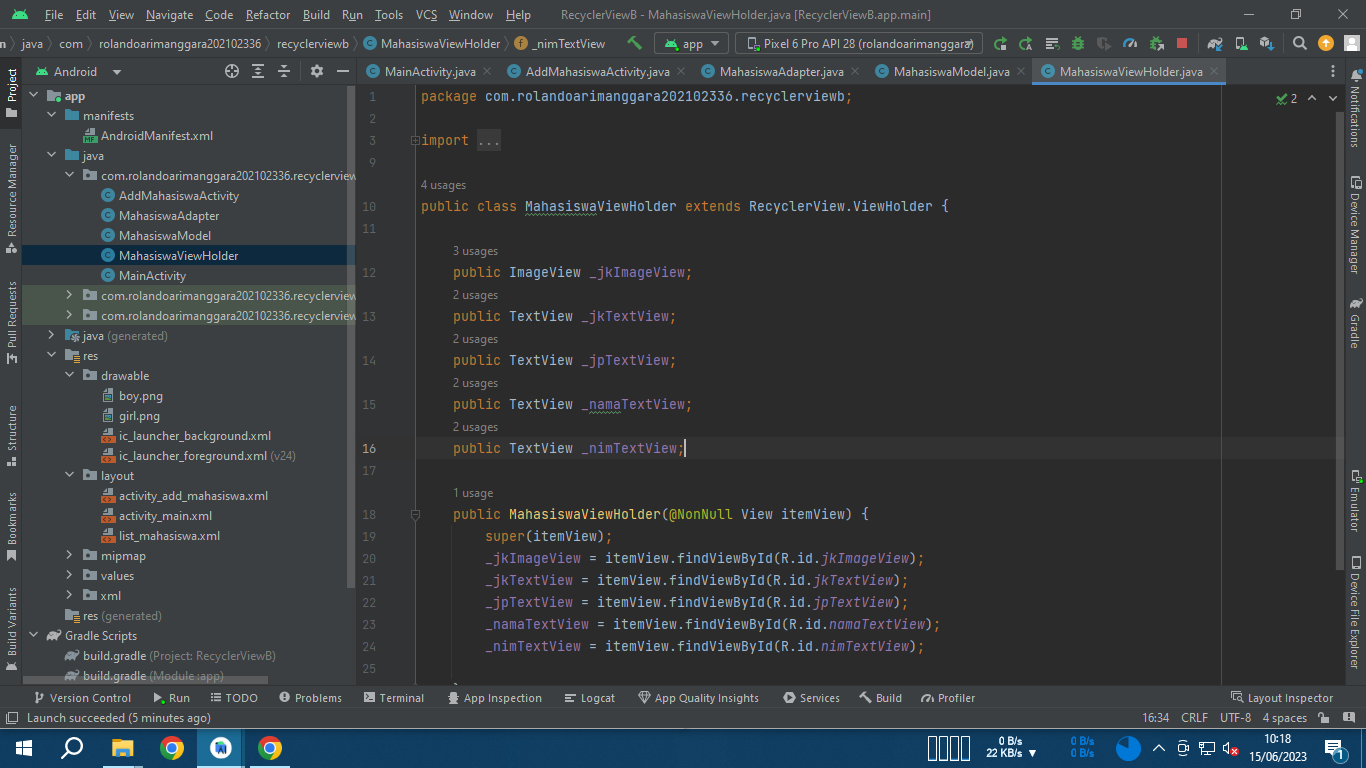 File Edit View Navigate Code Refactor Build Run Tools VCS Window Help RecyclerViewB - MahasiswaViewHolder.java [RecyclerViewB.app.main]
n java com rolandoarimanggara202102336 recyclerviewb MahasiswaViewHolder _nimTextView app Pixel 6 Pro API 28 (rolandoarimanggara)
Android MainActivity.java AddMahasiswaActivity.java MahasiswaAdapter.java MahasiswaModel.java MahasiswaViewHolder.java
Project
Resource Manager
Pull Requests
Structure
Bookmarks
Build Variants
app
manifests
AndroidManifest.xml
java
com.rolandoarimanggara202102336.recyclerview
AddMahasiswaActivity
MahasiswaAdapter
MahasiswaModel
MahasiswaViewHolder
MainActivity
com.rolandoarimanggara202102336.recyclerview
com.rolandoarimanggara202102336.recyclerview
java (generated)
res
drawable
boy.png
girl.png
ic_launcher_background.xml
ic_launcher_foreground.xml (v24)
layout
activity_add_mahasiswa.xml
activity_main.xml
list_mahasiswa.xml
mipmap
values
xml
res (generated)
Gradle Scripts
build.gradle (Project: RecyclerViewB)
build.gradle (Module :app)
1 package com.rolandoarimanggara202102336.recyclerviewb;
2
3 import ...
9
4 usages
10 public class MahasiswaViewHolder extends RecyclerView.ViewHolder {
11
3 usages
12 public ImageView _jkImageView;
2 usages
13 public TextView _jkTextView;
2 usages
14 public TextView _jpTextView;
2 usages
15 public TextView _namaTextView;
2 usages
16 public TextView _nimTextView;
17
1 usage
18 public MahasiswaViewHolder(@NonNull View itemView) {
19 super(itemView);
20 _jkImageView = itemView.findViewById(R.id.jkImageView);
21 _jkTextView = itemView.findViewById(R.id.jkTextView);
22 _jpTextView = itemView.findViewById(R.id.jpTextView);
23 _namaTextView = itemView.findViewById(R.id.namaTextView);
24 _nimTextView = itemView.findViewById(R.id.nimTextView);
25
2
Notifications
Device Manager
Gradle
Emulator
Device File Explorer
Version Control Run TODO Problems Terminal App Inspection Logcat App Quality Insights Services Build Profiler Layout Inspector
Launch succeeded (5 minutes ago) 16:34 CRLF UTF-8 4 spaces
0 B/s 0 B/s 10:18
22 KB/s 0 B/s 15/06/2023 1